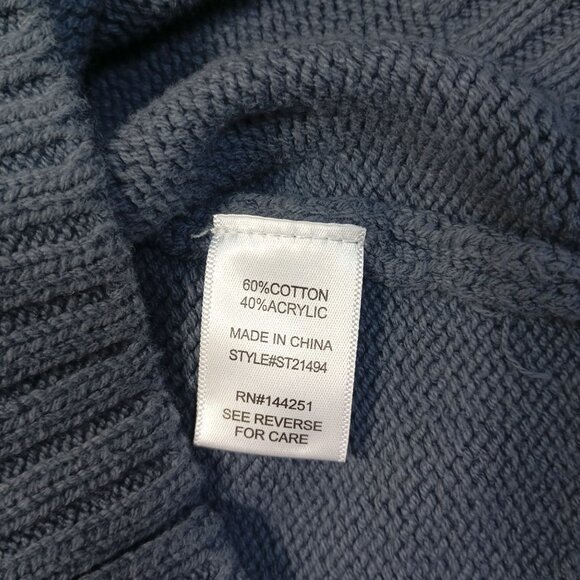 60%COTTON
40%ACRYLIC
MADE IN CHINA
STYLE#ST21494
RN#144251
SEE REVERSE
FOR CARE